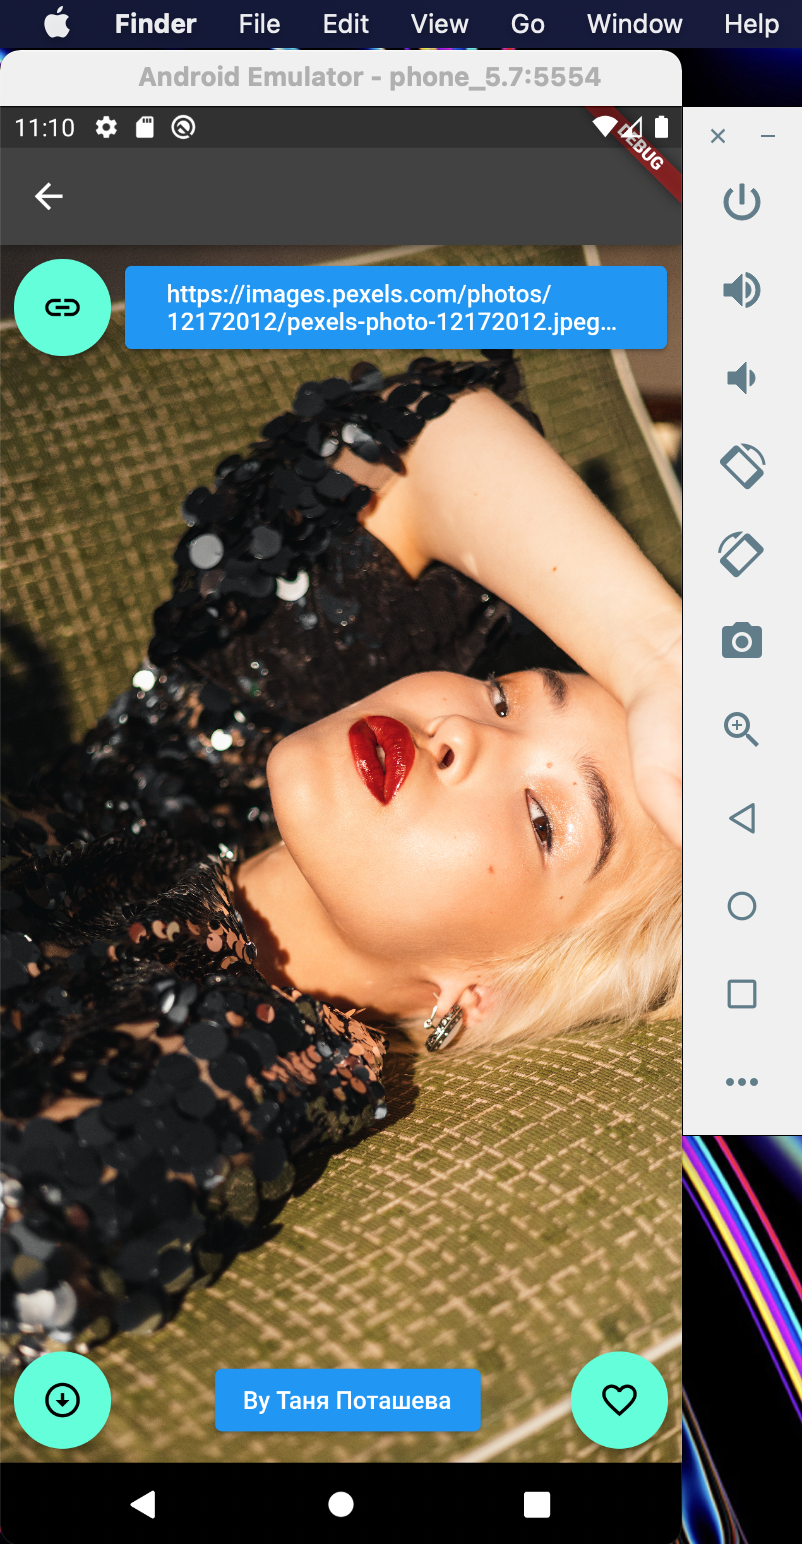 Finder File Edit View Go Window Help
Android Emulator - phone_5.7:5554
11:10
DEBUG
https://images.pexels.com/photos/
12172012/pexels-photo-12172012.jpeg…
By Таня Поташева